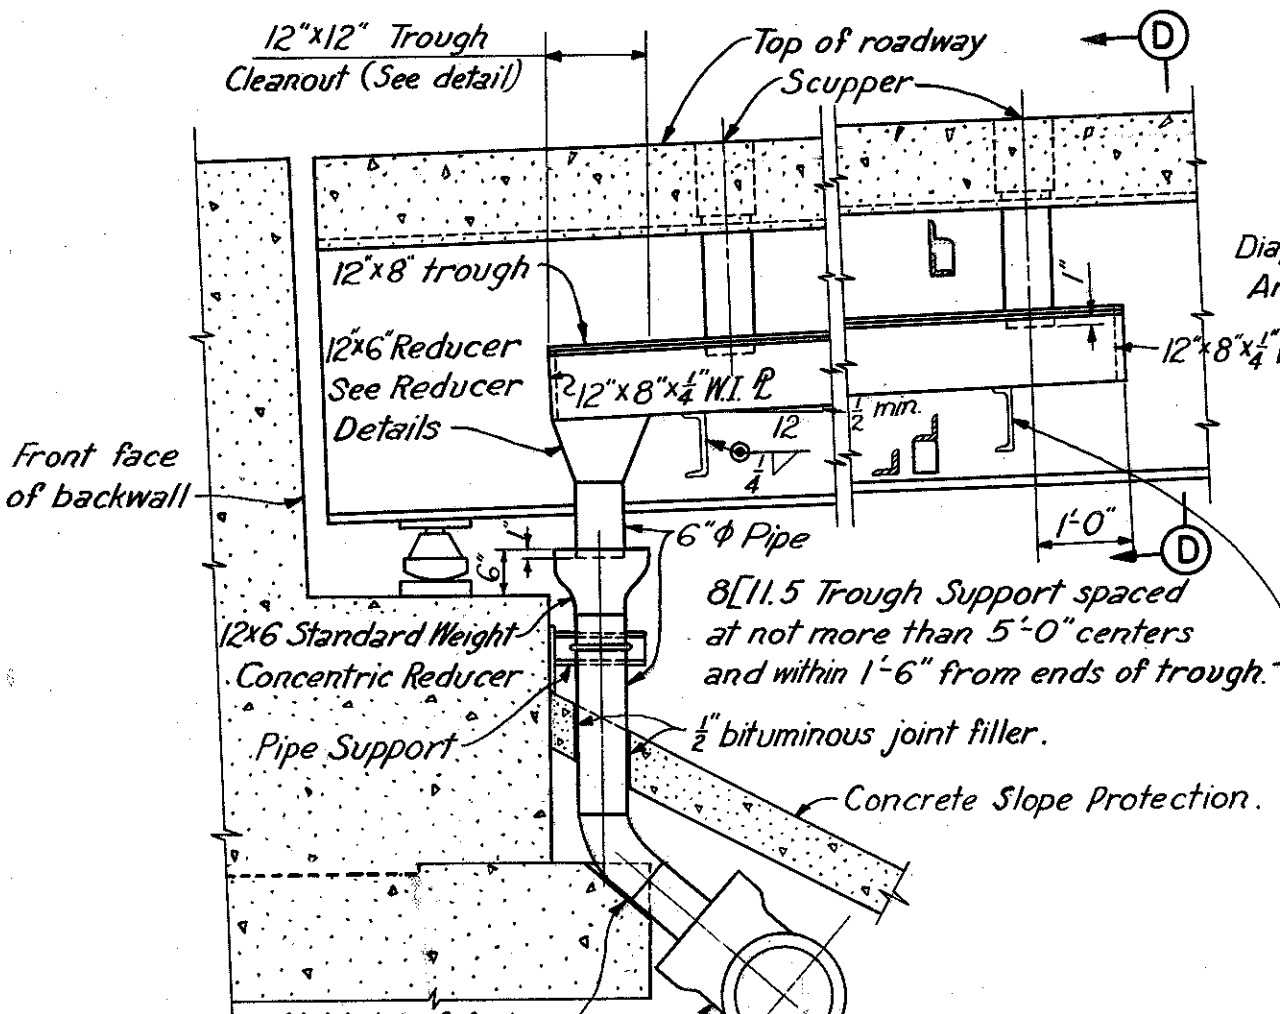 12"x12" Trough
Cleanout (See detail)
Top of roadway
Scupper
D
12"x8" trough
1"
12"x6" Reducer
See Reducer
Details
12"x8"x1/4" W.I. PL
12"x8"x1/4"
1/2 min.
12
1/4
Front face
of backwall
1"
6"
6"Φ Pipe
1'-0"
D
8[11.5 Trough Support spaced
at not more than 5'-0" centers
and within 1'-6" from ends of trough.
12x6 Standard Weight
Concentric Reducer
Pipe Support
1/2" bituminous joint filler.
Concrete Slope Protection.